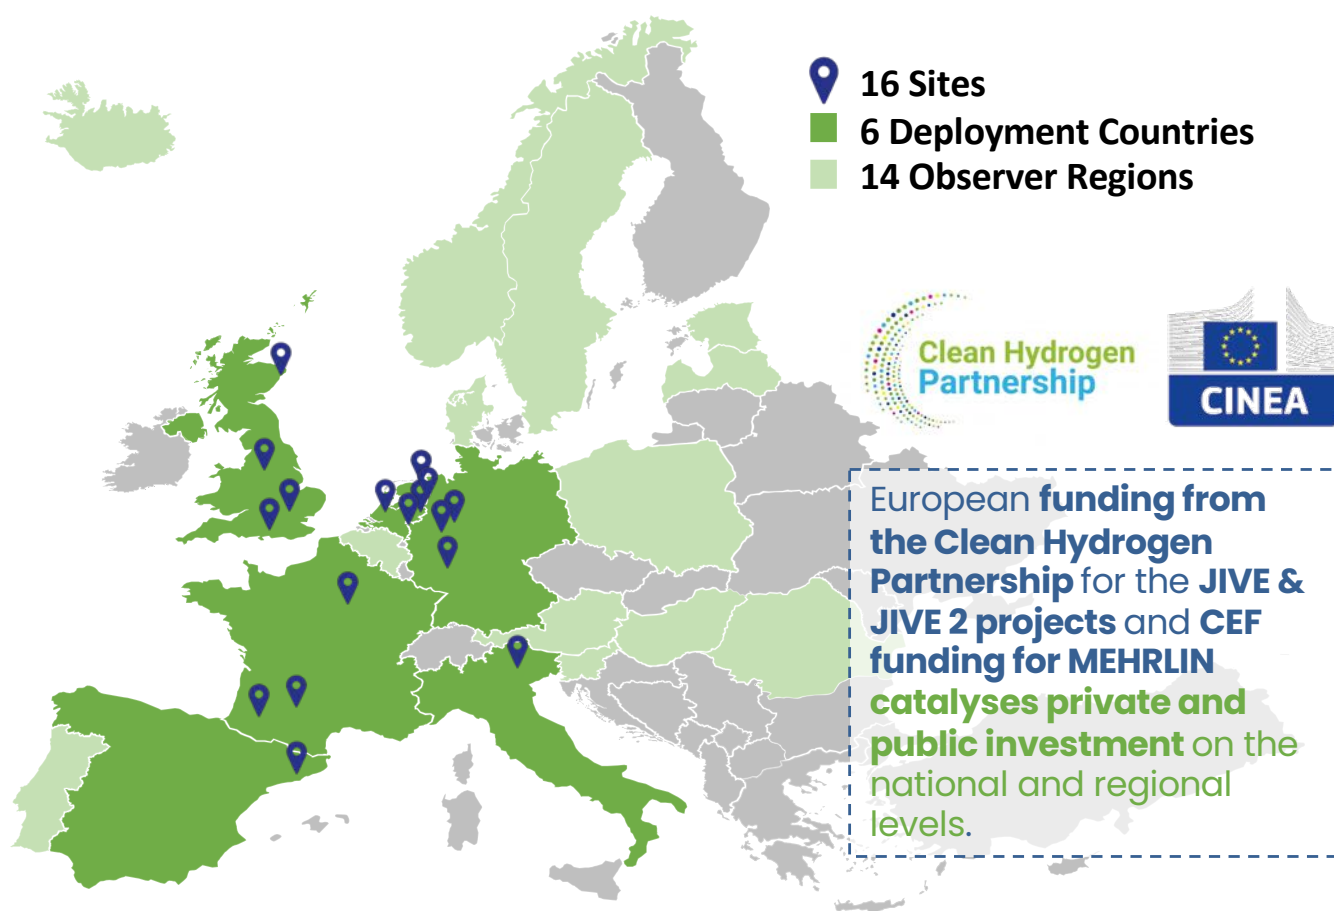 16 Sites
6 Deployment Countries
14 Observer Regions
Clean Hydrogen
Partnership
CINEA
European funding from
the Clean Hydrogen
Partnership for the JIVE &
JIVE 2 projects and CEF
funding for MEHRLIN
catalyses private and
public investment on the
national and regional
levels.